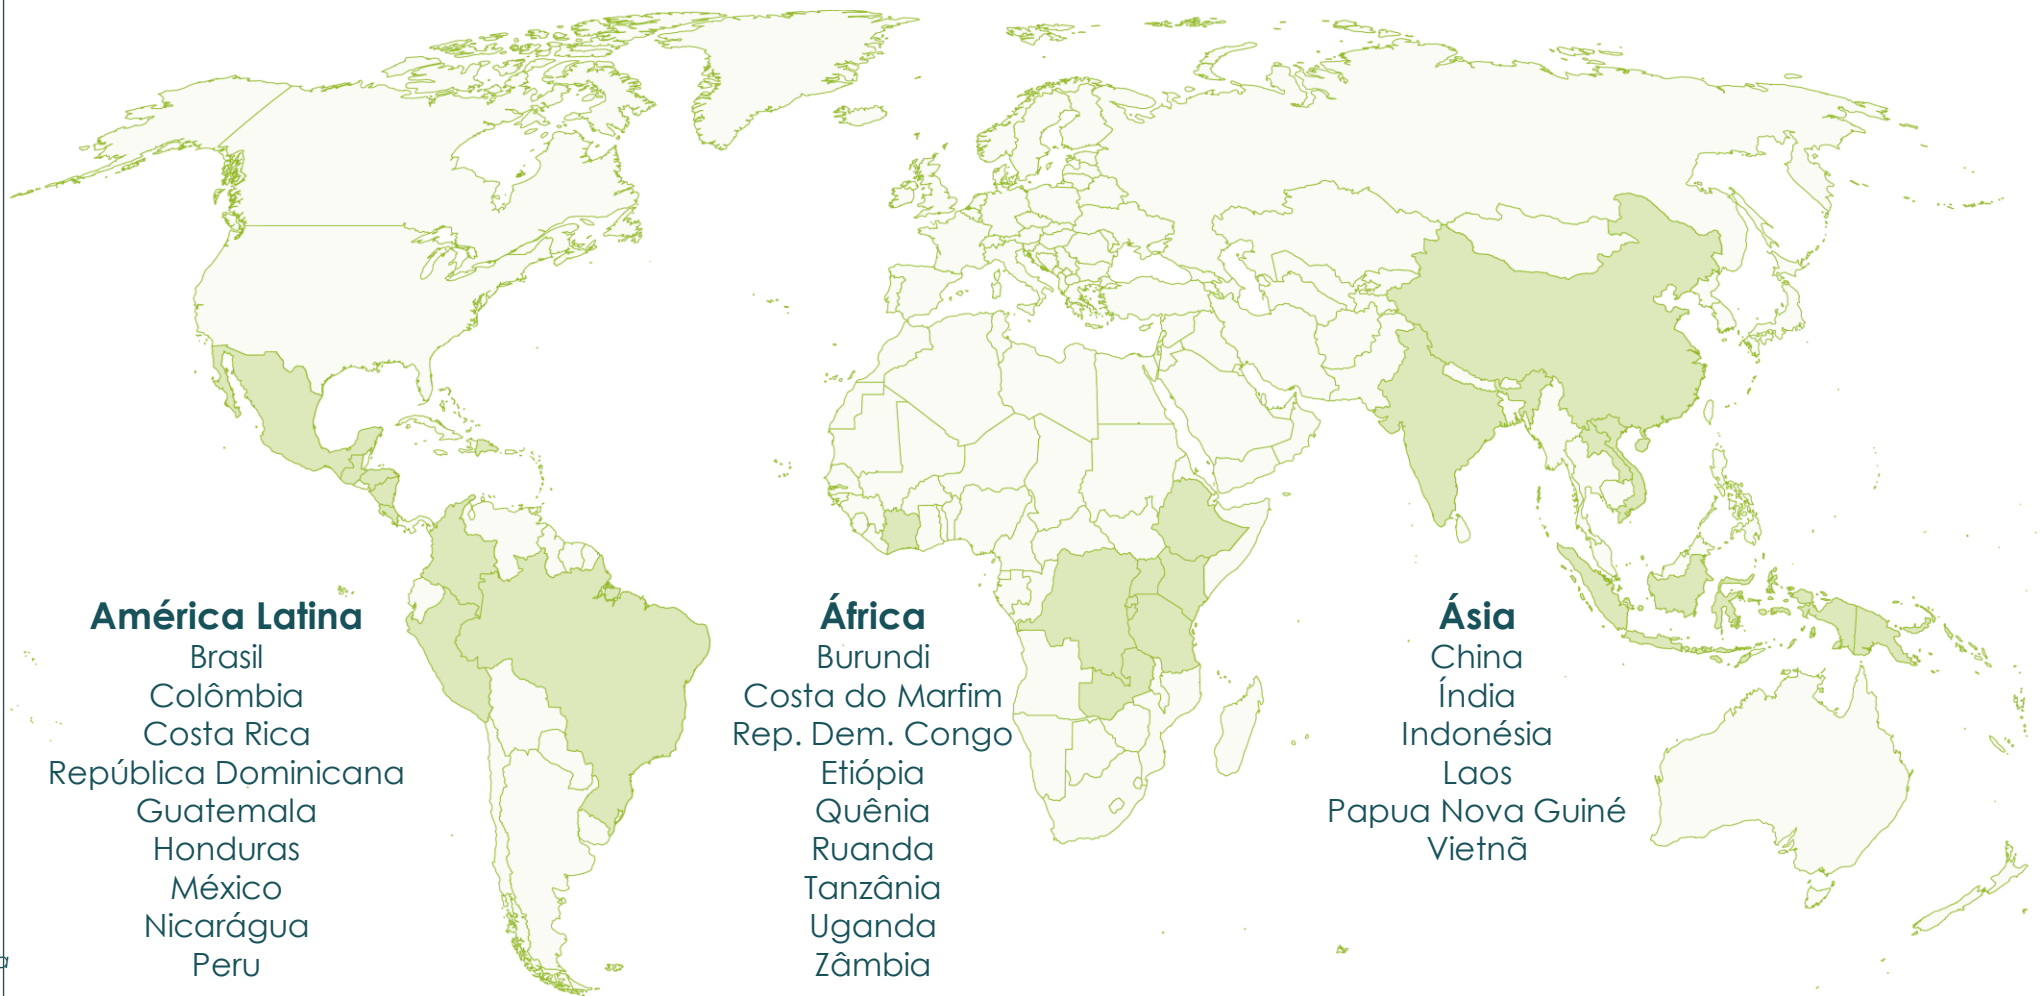 América Latina
Brasil
Colômbia
Costa Rica
República Dominicana
Guatemala
Honduras
México
Nicarágua
Peru
África
Burundi
Costa do Marfim
Rep. Dem. Congo
Etiópia
Quênia
Ruanda
Tanzânia
Uganda
Zâmbia
Ásia
China
Índia
Indonésia
Laos
Papua Nova Guiné
Vietnã